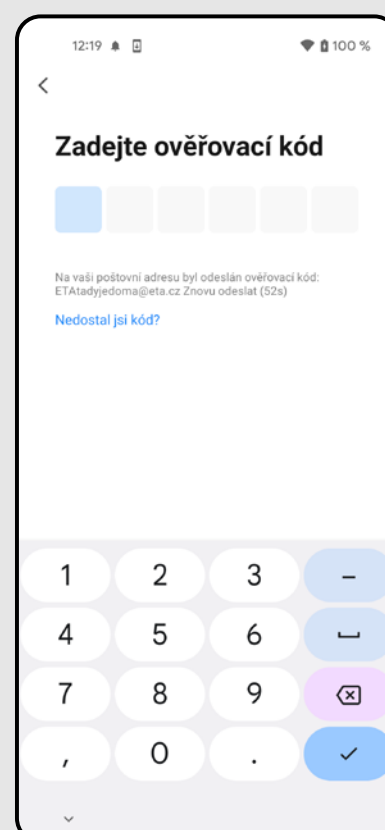 12:19 100 %
Zadejte ověřovací kód
Na vaši poštovní adresu byl odeslán ověřovací kód:
ETAtadyjedoma@eta.cz Znovu odeslat (52s)
Nedostal jsi kód?
1 2 3 –
4 5 6
7 8 9
, 0 .